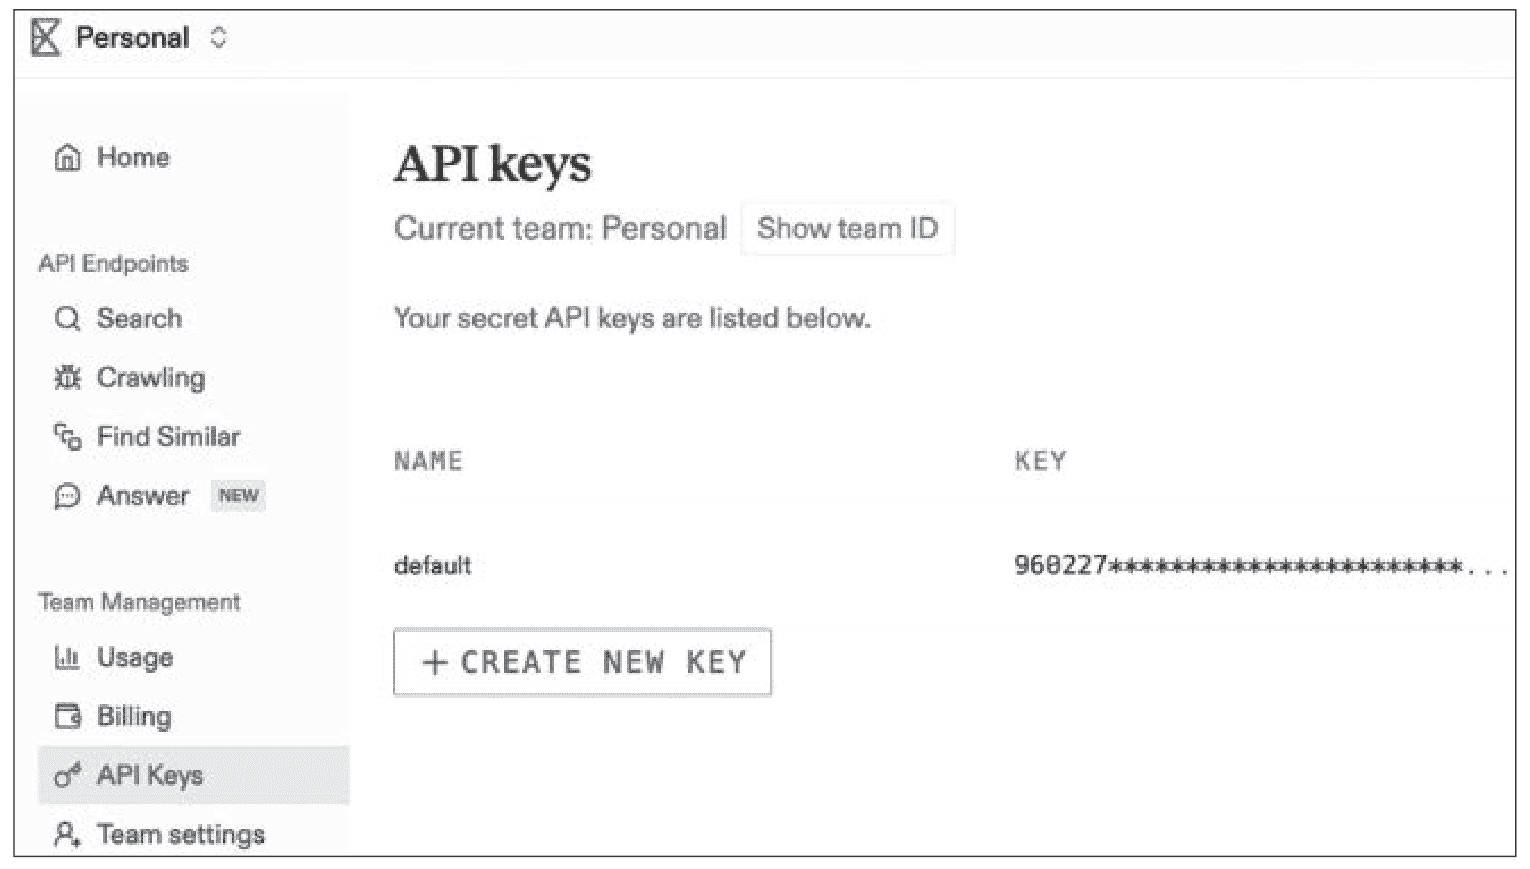 Personal
Home
API Endpoints
Search
Crawling
Find Similar
Answer NEW
Team Management
Usage
Billing
API Keys
Team settings
API keys
Current team: Personal Show team ID
Your secret API keys are listed below.
NAME KEY
default 960227***********************...
+ CREATE NEW KEY